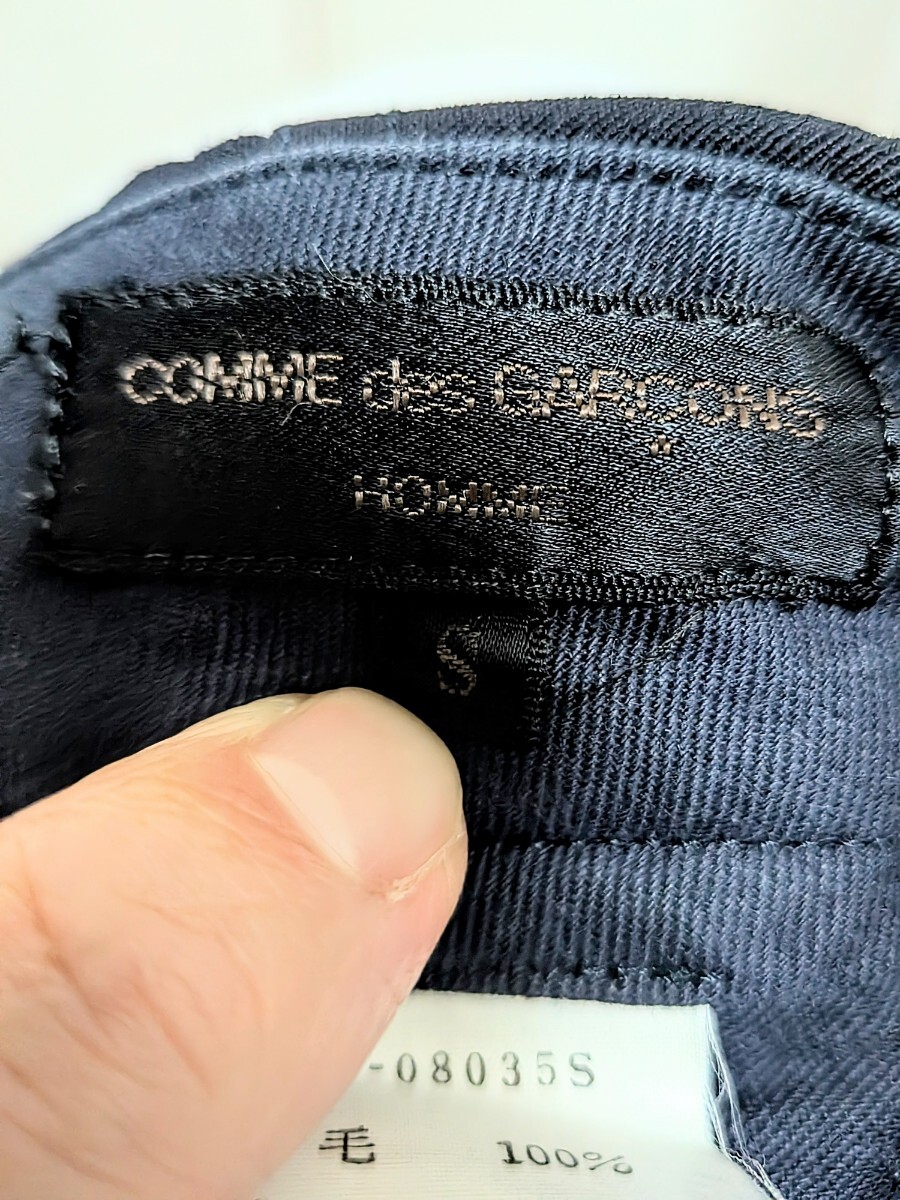 COMME des GARÇONS
HOMME
S
-08035S
毛 100%